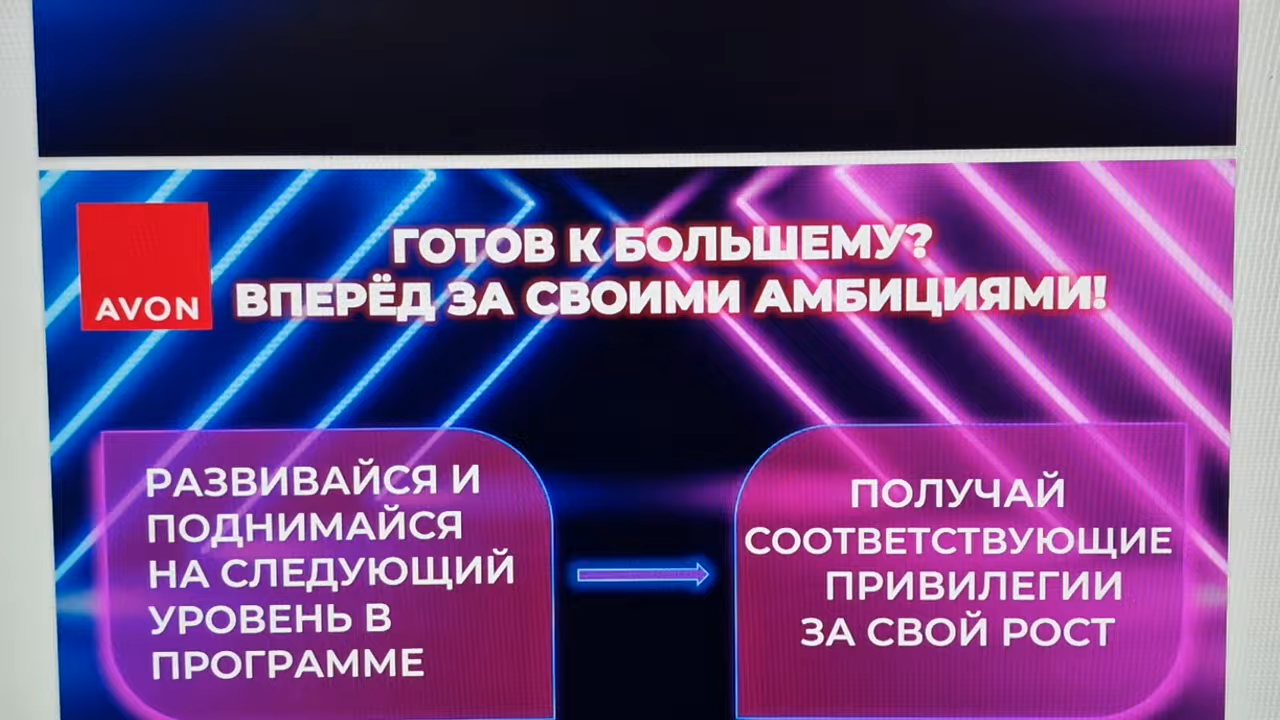 AVON
ГОТОВ К БОЛЬШЕМУ?
ВПЕРЁД ЗА СВОИМИ АМБИЦИЯМИ!
РАЗВИВАЙСЯ И
ПОДНИМАЙСЯ
НА СЛЕДУЮЩИЙ
УРОВЕНЬ В
ПРОГРАММЕ
ПОЛУЧАЙ
СООТВЕТСТВУЮЩИЕ
ПРИВИЛЕГИИ
ЗА СВОЙ РОСТ